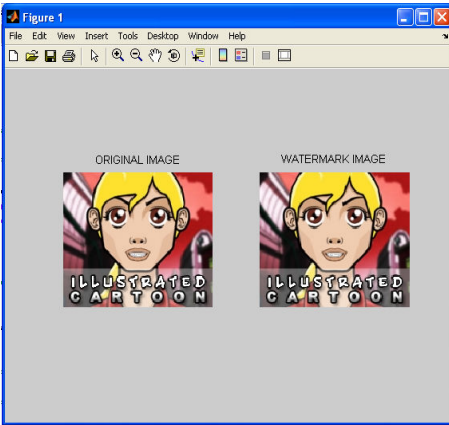 Figure 1
File Edit View Insert Tools Desktop Window Help
ORIGINAL IMAGE
WATERMARK IMAGE
ILLUSTRATED
CARTOON
ILLUSTRATED
CARTOON